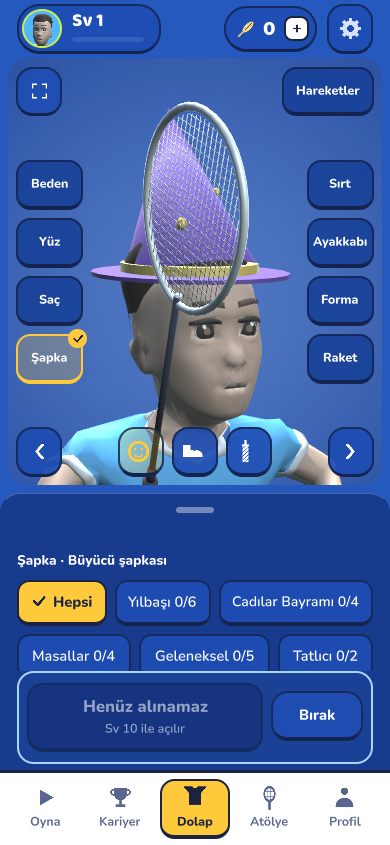 Sv 1
0 +
Hareketler
Beden
Sırt
Yüz
Ayakkabı
Saç
Forma
Şapka
Raket
Şapka · Büyücü şapkası
Hepsi
Yılbaşı 0/6
Cadılar Bayramı 0/4
Masallar 0/4
Geleneksel 0/5
Tatlıcı 0/2
Henüz alınamaz
Sv 10 ile açılır
Bırak
Oyna
Kariyer
Dolap
Atölye
Profil